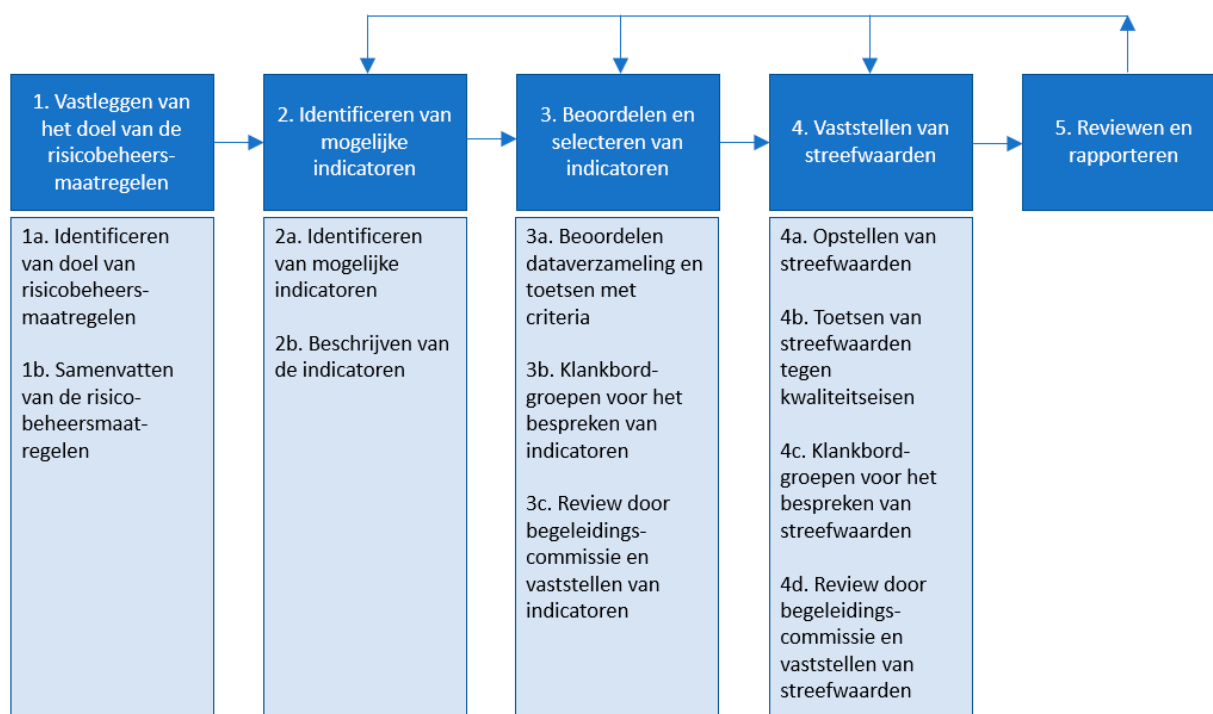 1. Vastleggen van
het doel van de
risicobeheers-
maatregelen
2. Identificeren van
mogelijke
indicatoren
3. Beoordelen en
selecteren van
indicatoren
4. Vaststellen van
streefwaarden
5. Reviewen en
rapporteren
1a. Identificeren
van doel van
risicobeheers-
maatregelen
1b. Samenvatten
van de risico-
beheersmaat-
regelen
2a. Identificeren
van mogelijke
indicatoren
2b. Beschrijven van
de indicatoren
3a. Beoordelen
dataverzameling en
toetsen met
criteria
3b. Klankbord-
groepen voor het
bespreken van
indicatoren
3c. Review door
begeleidings-
commissie en
vaststellen van
indicatoren
4a. Opstellen van
streefwaarden
4b. Toetsen van
streefwaarden
tegen
kwaliteitseisen
4c. Klankbord-
groepen voor het
bespreken van
streefwaarden
4d. Review door
begeleidings-
commissie en
vaststellen van
streefwaarden